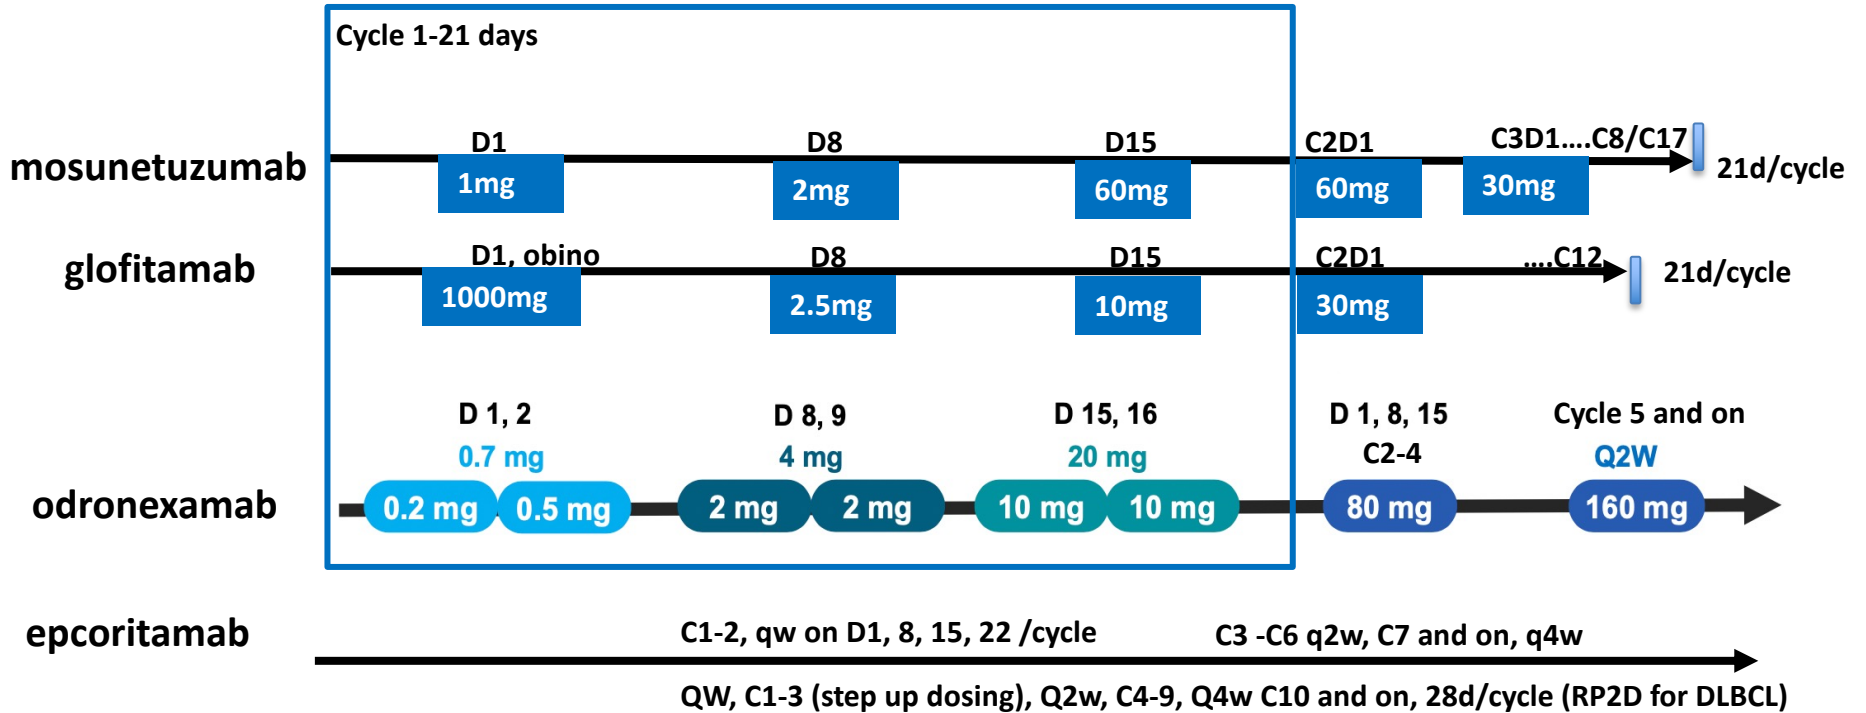 Cycle 1-21 days
mosunetuzumab
D1
1mg
D8
2mg
D15
60mg
C2D1
60mg
C3D1....C8/C17
30mg
21d/cycle
glofitamab
D1, obino
1000mg
D8
2.5mg
D15
10mg
C2D1
30mg
....C12
21d/cycle
odronexamab
D 1, 2
0.7 mg
0.2 mg
0.5 mg
D 8, 9
4 mg
2 mg
2 mg
D 15, 16
20 mg
10 mg
10 mg
D 1, 8, 15
C2-4
80 mg
Cycle 5 and on
Q2W
160 mg
epcoritamab
C1-2, qw on D1, 8, 15, 22 /cycle
C3 -C6 q2w, C7 and on, q4w
QW, C1-3 (step up dosing), Q2w, C4-9, Q4w C10 and on, 28d/cycle (RP2D for DLBCL)